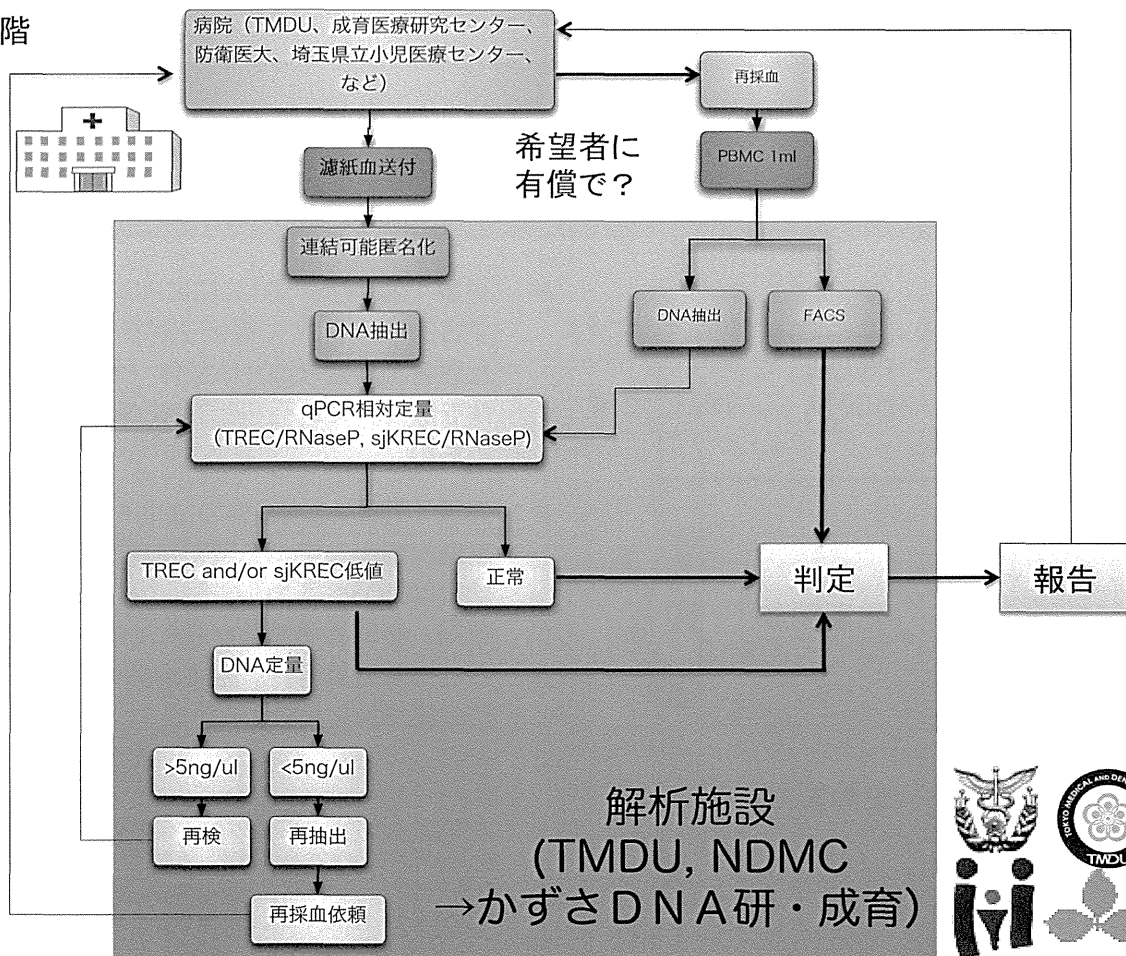 階
病院（TMDU、成育医療研究センター、
防衛医大、埼玉県立小児医療センター、
など）
再採血
濾紙血送付
希望者に
有償で？
PBMC 1ml
連結可能匿名化
DNA抽出
DNA抽出
FACS
qPCR相対定量
（TREC/RNaseP, sjKREC/RNaseP)
TREC and/or sjKREC低値
正常
判定
報告
DNA定量
>5ng/ul
<5ng/ul
再検
再抽出
再採血依頼
解析施設
(TMDU, NDMC
→かずさＤＮＡ研・成育）
TOKYO MEDICAL AND DEN
TMDU